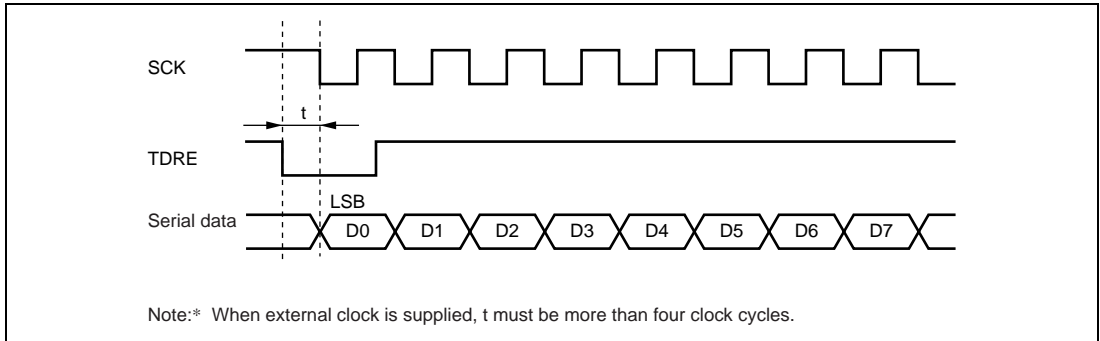 SCK
t
TDRE
LSB
Serial data
D0 D1 D2 D3 D4 D5 D6 D7
Note:* When external clock is supplied, t must be more than four clock cycles.